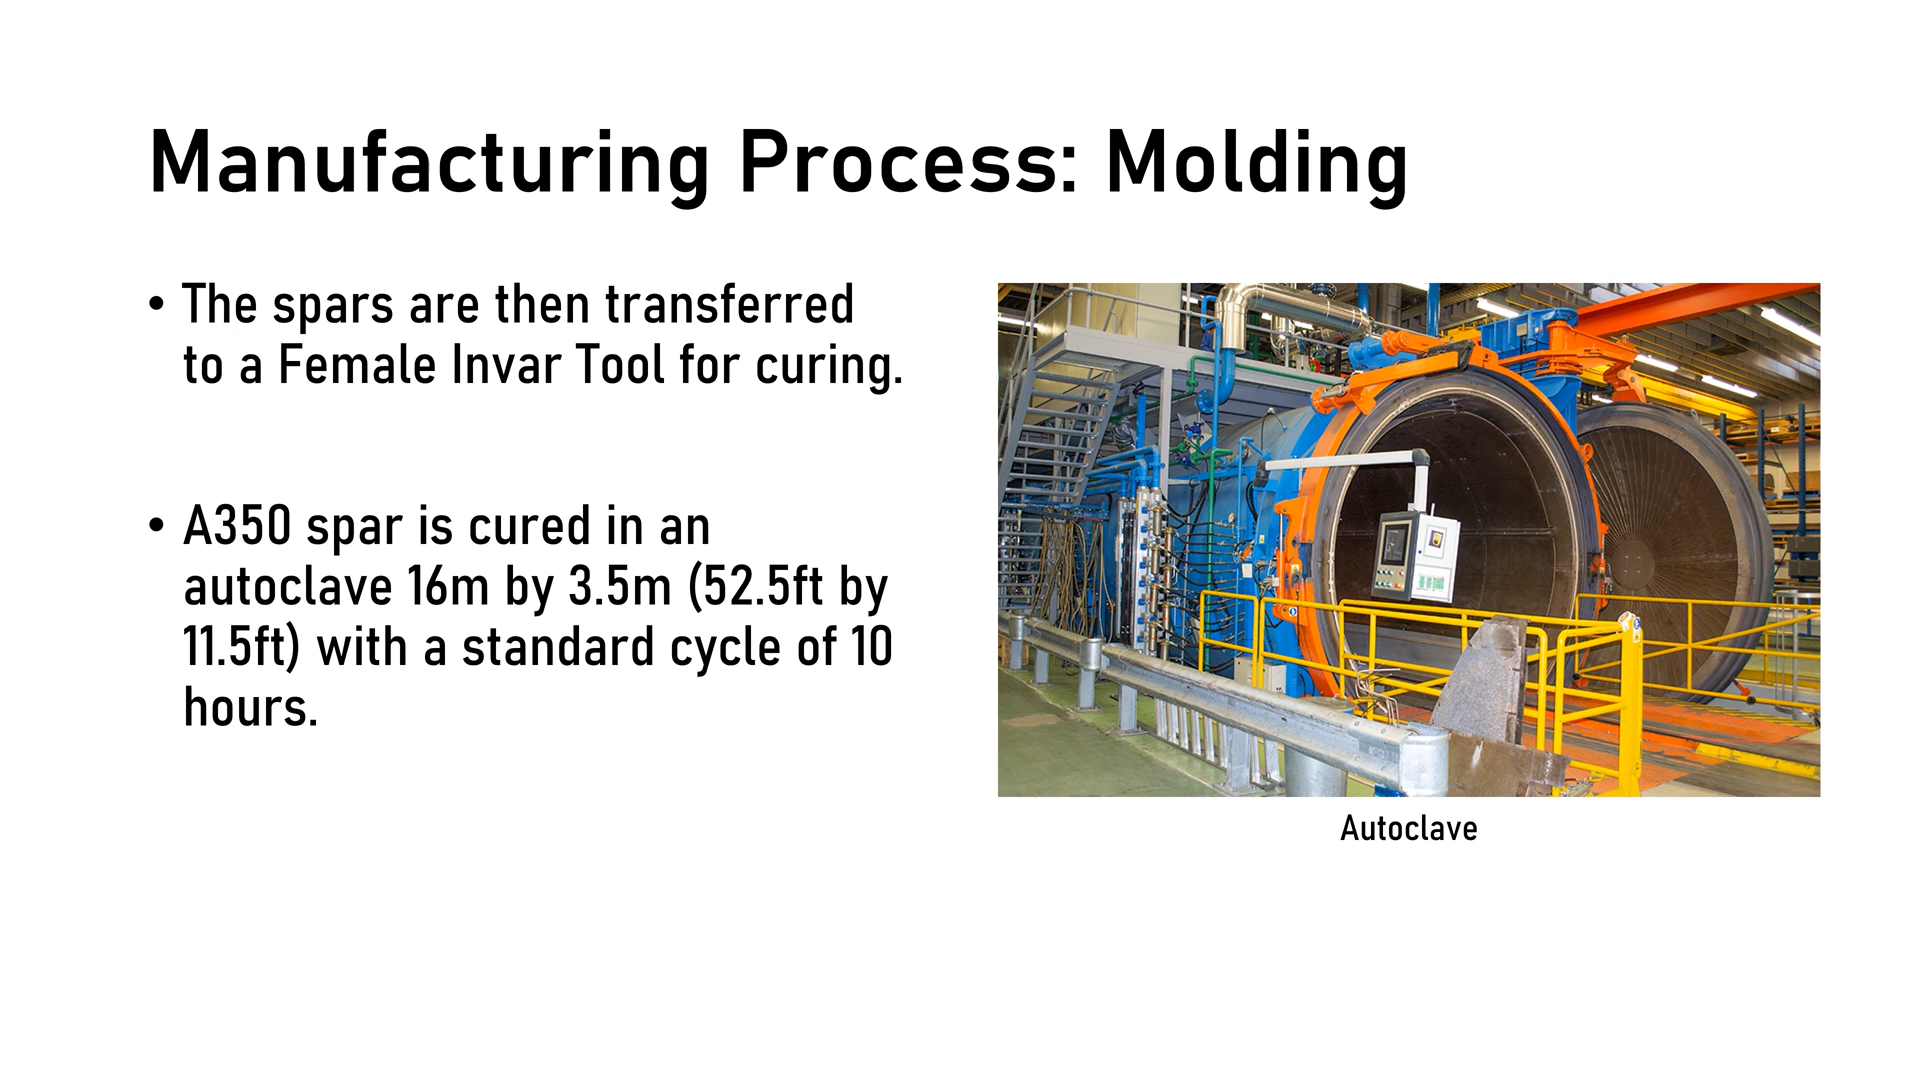 Manufacturing Process: Molding
• The spars are then transferred
to a Female Invar Tool for curing.
• A350 spar is cured in an
autoclave 16m by 3.5m (52.5ft by
11.5ft) with a standard cycle of 10
hours.
Autoclave